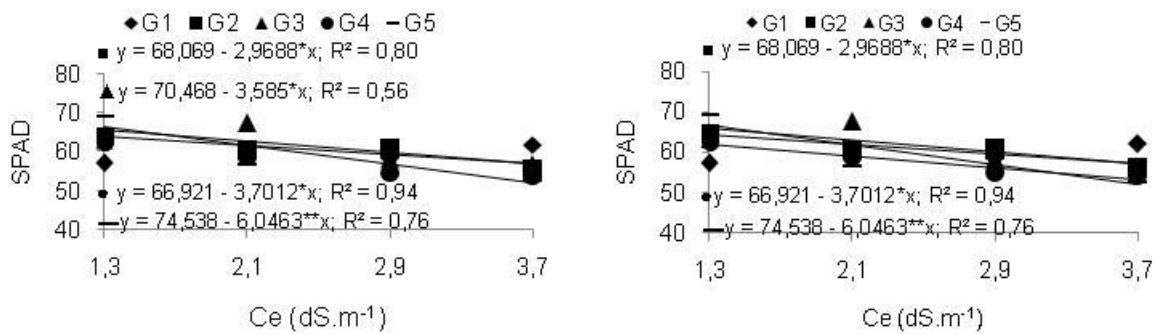 ◆G1 ■G2 ▲G3 ●G4 −G5
■ y = 68,069 - 2,9688*x; R² = 0,80
80
▲y = 70,468 - 3,585*x; R² = 0,56
70
60
50
● y = 66,921 - 3,7012*x; R² = 0,94
— y = 74,538 - 6,0463**x; R² = 0,76
40
SPAD
1,3 2,1 2,9 3,7
Ce (dS.m⁻¹)
◆G1 ■G2 ▲G3 ●G4 −G5
■ y = 68,069 - 2,9688*x; R² = 0,80
80
70
60
50
● y = 66,921 - 3,7012*x; R² = 0,94
— y = 74,538 - 6,0463**x; R² = 0,76
40
SPAD
1,3 2,1 2,9 3,7
Ce (dS.m⁻¹)